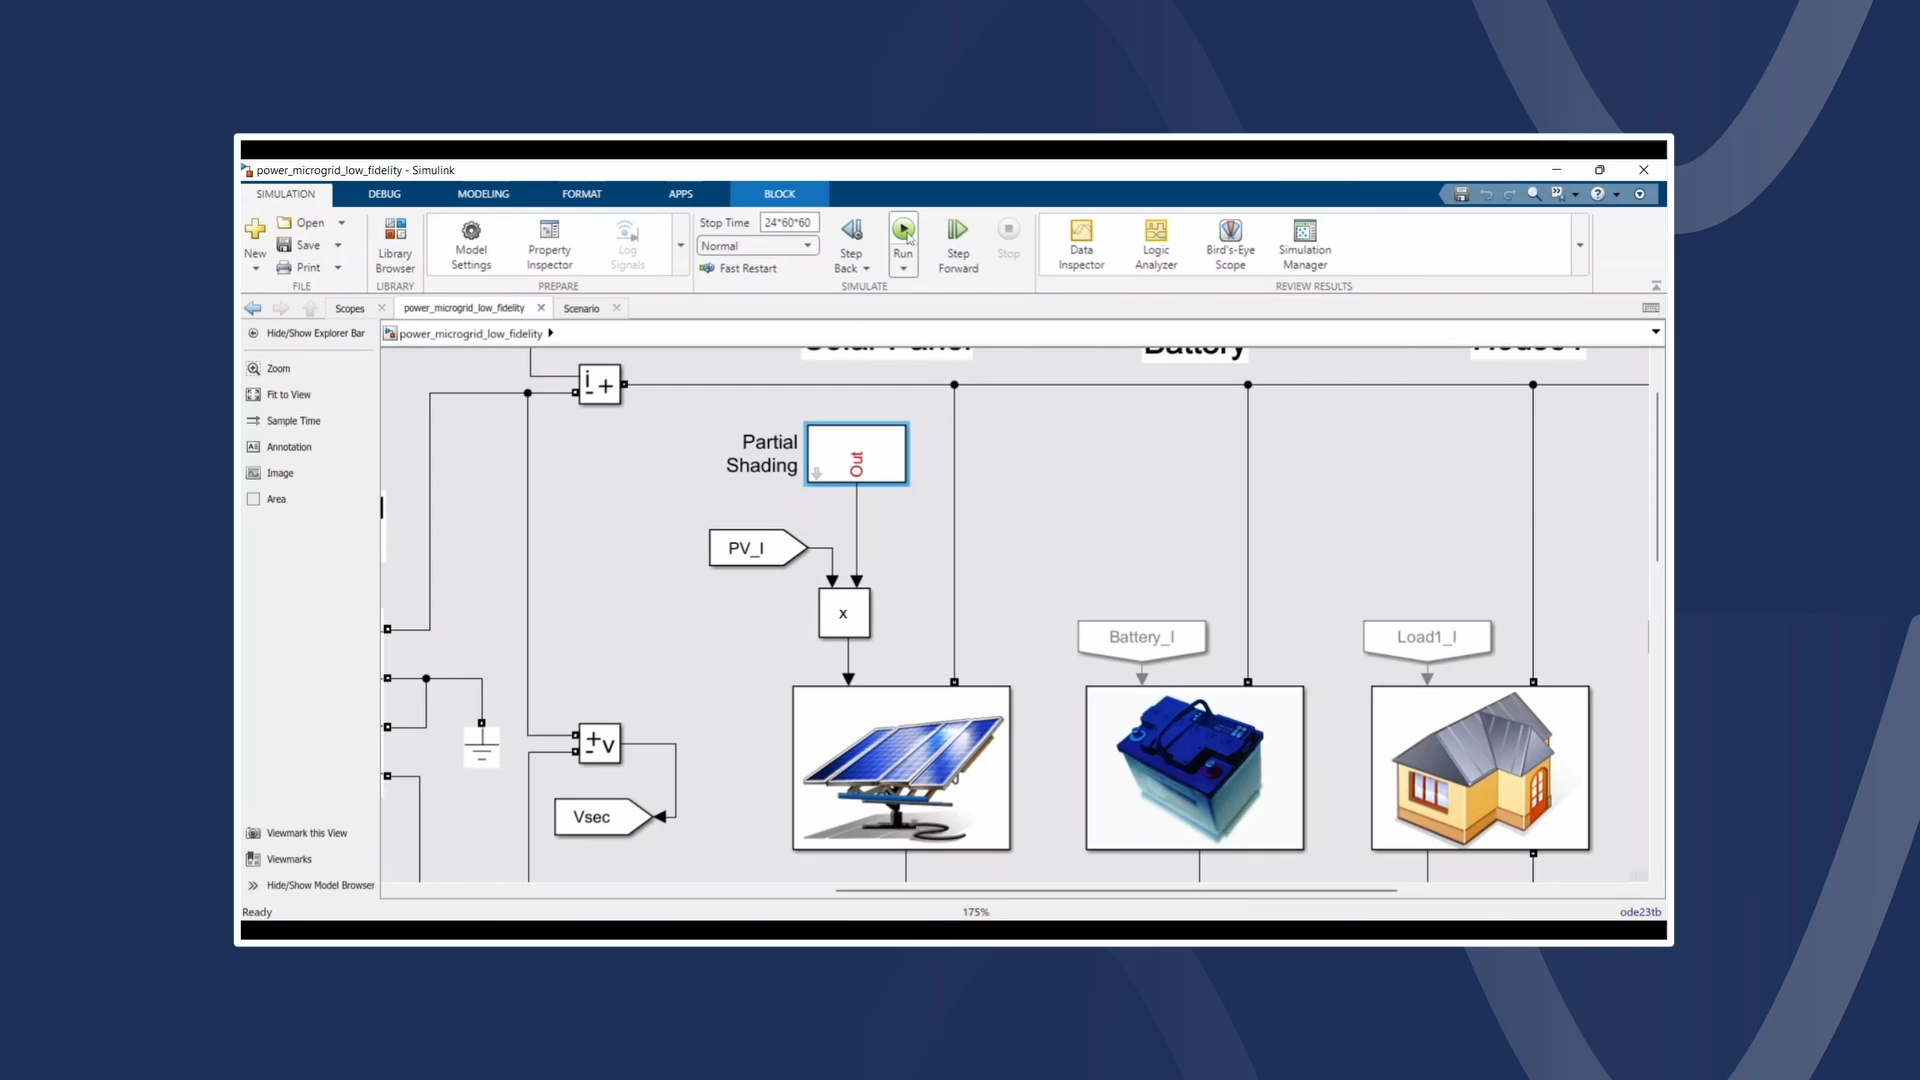 power_microgrid_low_fidelity - Simulink
SIMULATION DEBUG MODELING FORMAT APPS BLOCK
New
Open
Save
Print
FILE
Library
Browser
LIBRARY
Model
Settings
Property
Inspector
Log
Signals
PREPARE
Stop Time 24*60*60
Normal
Fast Restart
Step
Back
Run
Step
Forward
Stop
SIMULATE
Data
Inspector
Logic
Analyzer
Bird's-Eye
Scope
Simulation
Manager
REVIEW RESULTS
Scopes power_microgrid_low_fidelity Scenario
Hide/Show Explorer Bar
power_microgrid_low_fidelity
Zoom
Fit to View
Sample Time
Annotation
Image
Area
Viewmark this View
Viewmarks
Hide/Show Model Browser
Solar Panel
Battery
House1
i
- +
Partial
Shading
Out
PV_I
x
Battery_I
Load1_I
+
- v
Vsec
Ready
175%
ode23tb